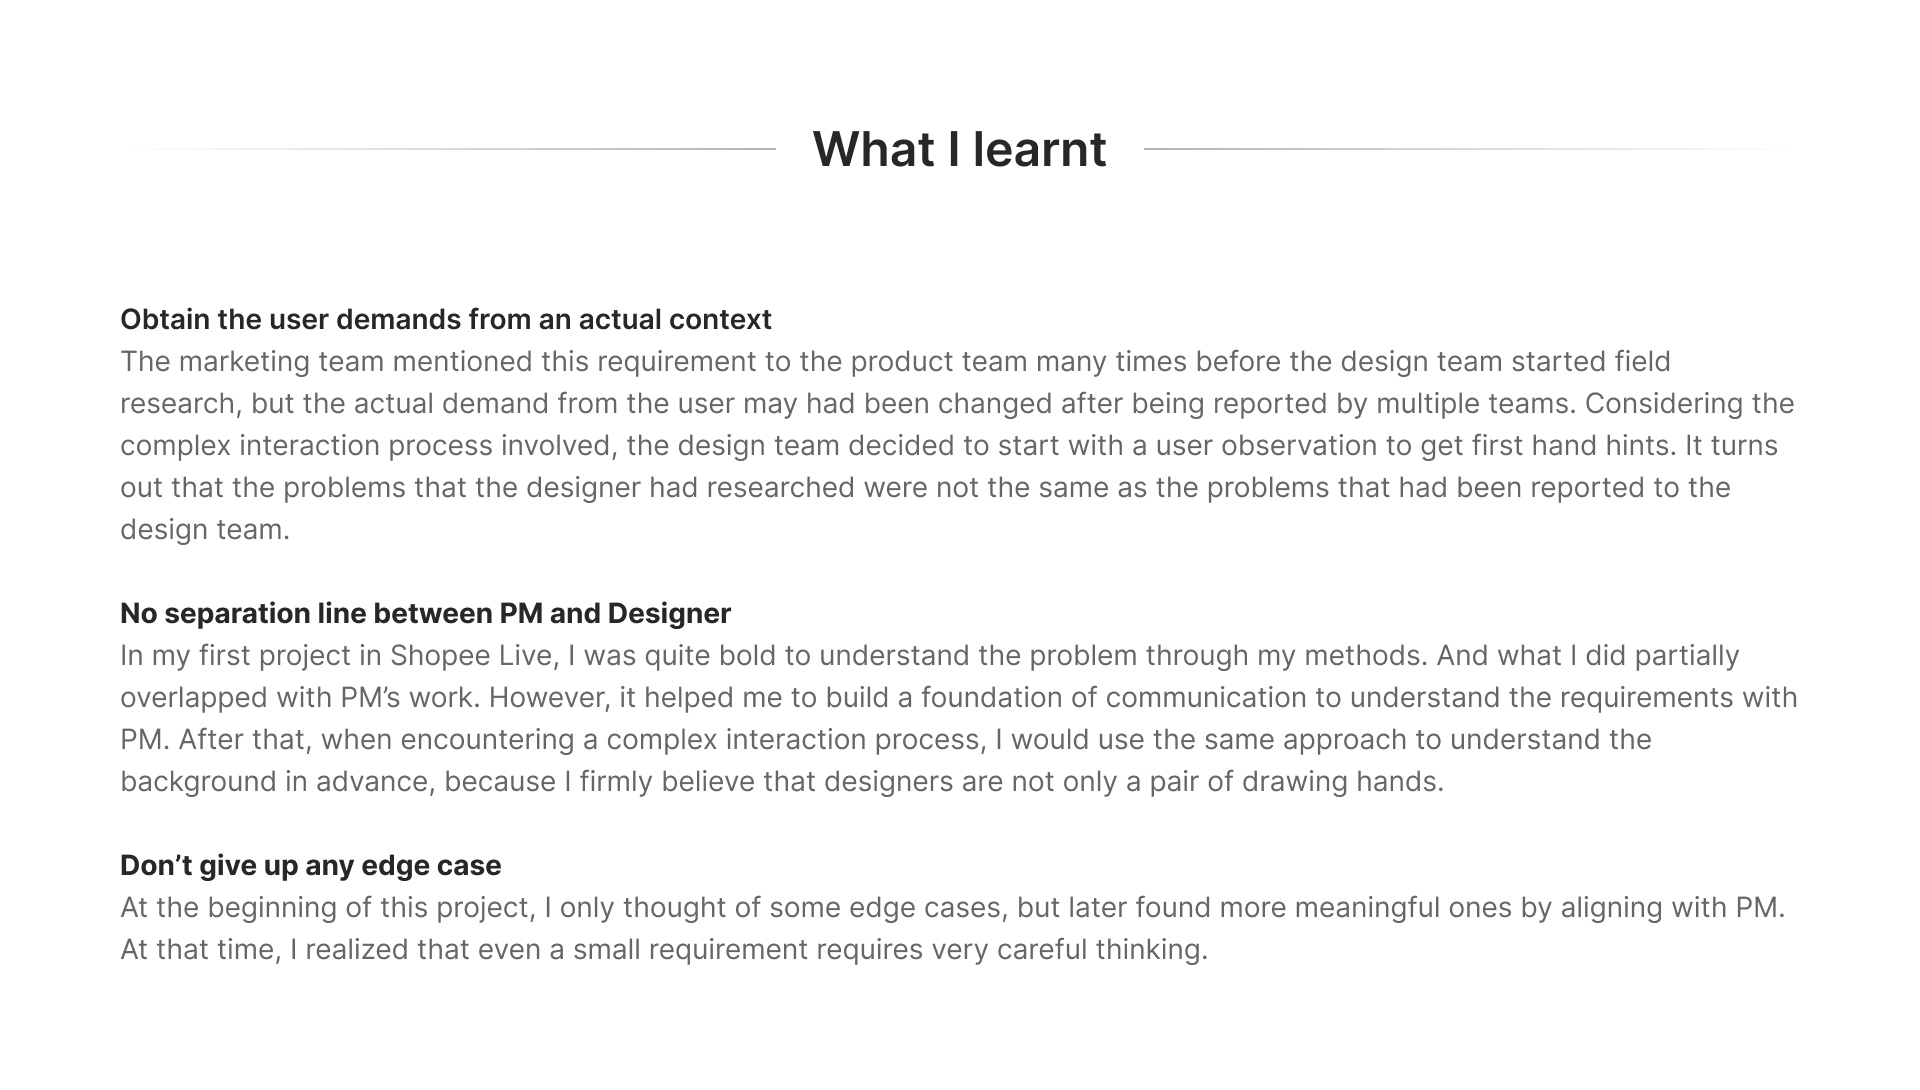 What I learnt
Obtain the user demands from an actual context
The marketing team mentioned this requirement to the product team many times before the design team started field
research, but the actual demand from the user may had been changed after being reported by multiple teams. Considering the
complex interaction process involved, the design team decided to start with a user observation to get first hand hints. It turns
out that the problems that the designer had researched were not the same as the problems that had been reported to the
design team.
No separation line between PM and Designer
In my first project in Shopee Live, I was quite bold to understand the problem through my methods. And what I did partially
overlapped with PM’s work. However, it helped me to build a foundation of communication to understand the requirements with
PM. After that, when encountering a complex interaction process, I would use the same approach to understand the
background in advance, because I firmly believe that designers are not only a pair of drawing hands.
Don’t give up any edge case
At the beginning of this project, I only thought of some edge cases, but later found more meaningful ones by aligning with PM.
At that time, I realized that even a small requirement requires very careful thinking.